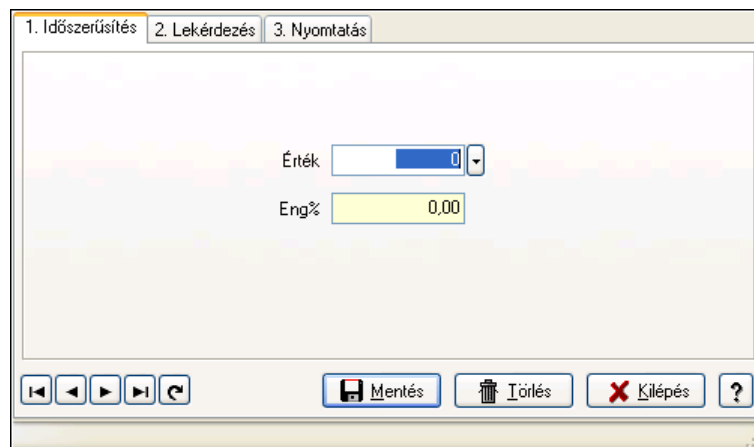 1. Időszerűsítés 2. Lekérdezés 3. Nyomtatás
Érték 0
Eng% 0,00
Mentés Törlés Kilépés ?